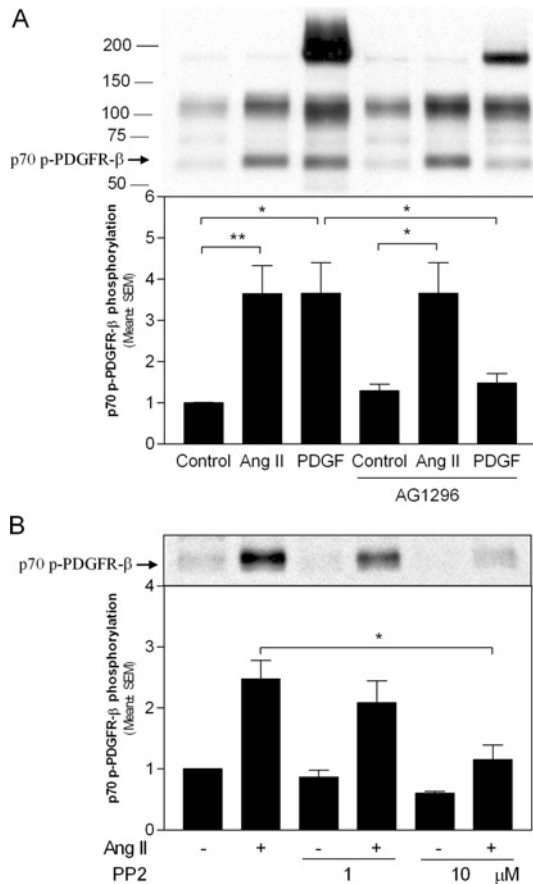 A
200
150
100
75
p70 p-PDGFR-β
50
p70 p-PDGFR-β phosphorylation
(Mean± SEM)
6
5
4
3
2
1
0
* *
** *
Control Ang II PDGF Control Ang II PDGF
AG1296
B
p70 p-PDGFR-β
p70 p-PDGFR-β phosphorylation
(Mean± SEM)
4
3
2
1
0
*
Ang II - + - + - +
PP2 1 10 μM